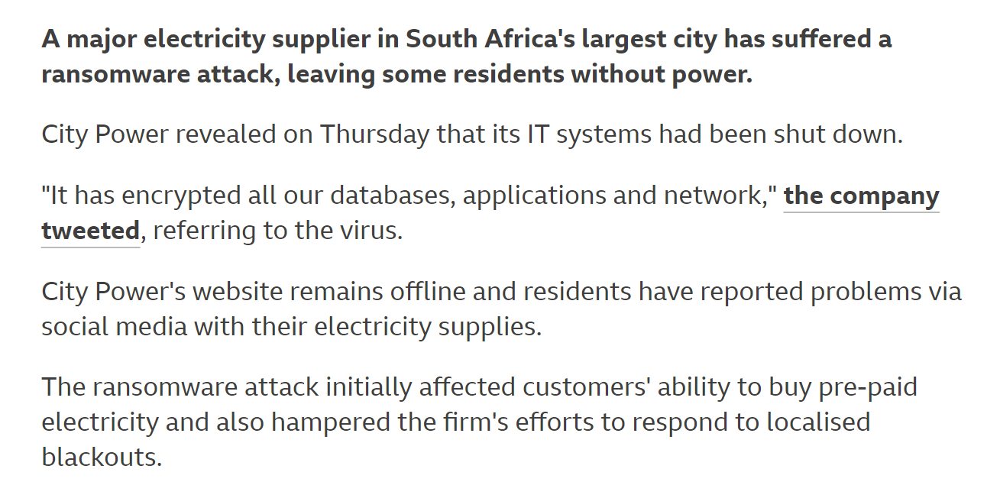 A major electricity supplier in South Africa's largest city has suffered a
ransomware attack, leaving some residents without power.
City Power revealed on Thursday that its IT systems had been shut down.
"It has encrypted all our databases, applications and network," the company
tweeted, referring to the virus.
City Power's website remains offline and residents have reported problems via
social media with their electricity supplies.
The ransomware attack initially affected customers' ability to buy pre-paid
electricity and also hampered the firm's efforts to respond to localised
blackouts.